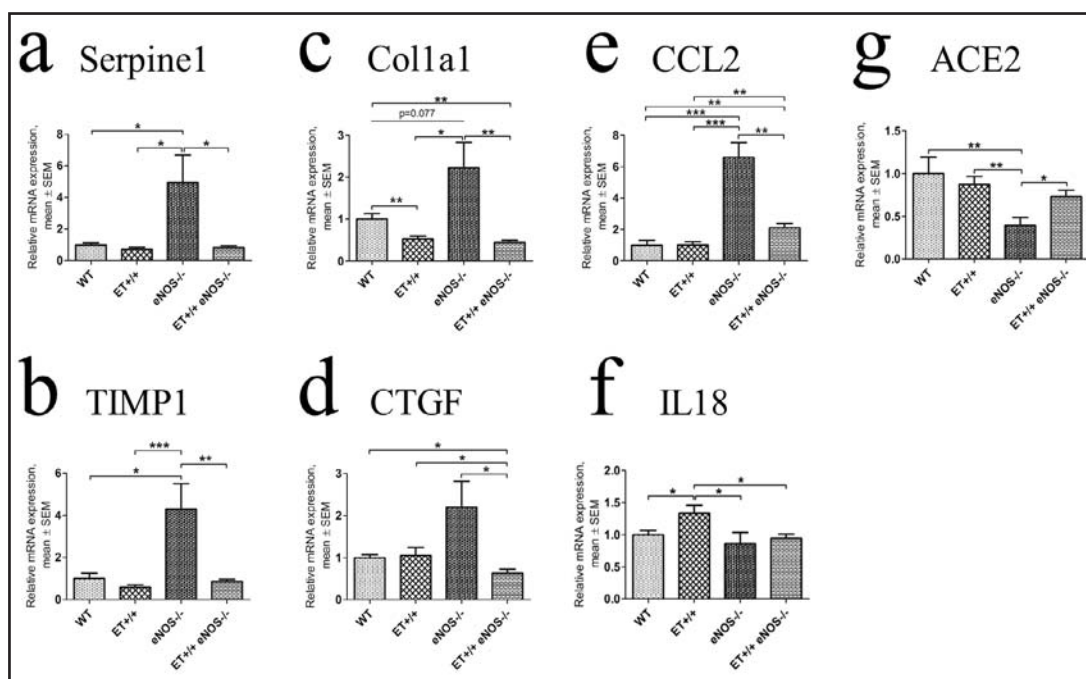 a Serpine1
Relative mRNA expression,
mean ± SEM
8
6
4
2
0
*
* *
WT
ET+/+
eNOS-/-
ET+/+ eNOS-/-
c Col1a1
Relative mRNA expression,
mean ± SEM
3
2
1
0
**
p=0.077
* **
**
WT
ET+/+
eNOS-/-
ET+/+ eNOS-/-
e CCL2
Relative mRNA expression,
mean ± SEM
8
6
4
2
0
**
**
***
***
**
WT
ET+/+
eNOS-/-
ET+/+ eNOS-/-
g ACE2
Relative mRNA expression,
mean ± SEM
1.5
1.0
0.5
0.0
**
**
*
WT
ET+/+
eNOS-/-
ET+/+ eNOS-/-
b TIMP1
Relative mRNA expression,
mean ± SEM
6
4
2
0
***
**
*
WT
ET+/+
eNOS-/-
ET+/+ eNOS-/-
d CTGF
Relative mRNA expression,
mean ± SEM
3
2
1
0
*
*
*
WT
ET+/+
eNOS-/-
ET+/+ eNOS-/-
f IL18
Relative mRNA expression,
mean ± SEM
2.0
1.5
1.0
0.5
0.0
*
* *
WT
ET+/+
eNOS-/-
ET+/+ eNOS-/-